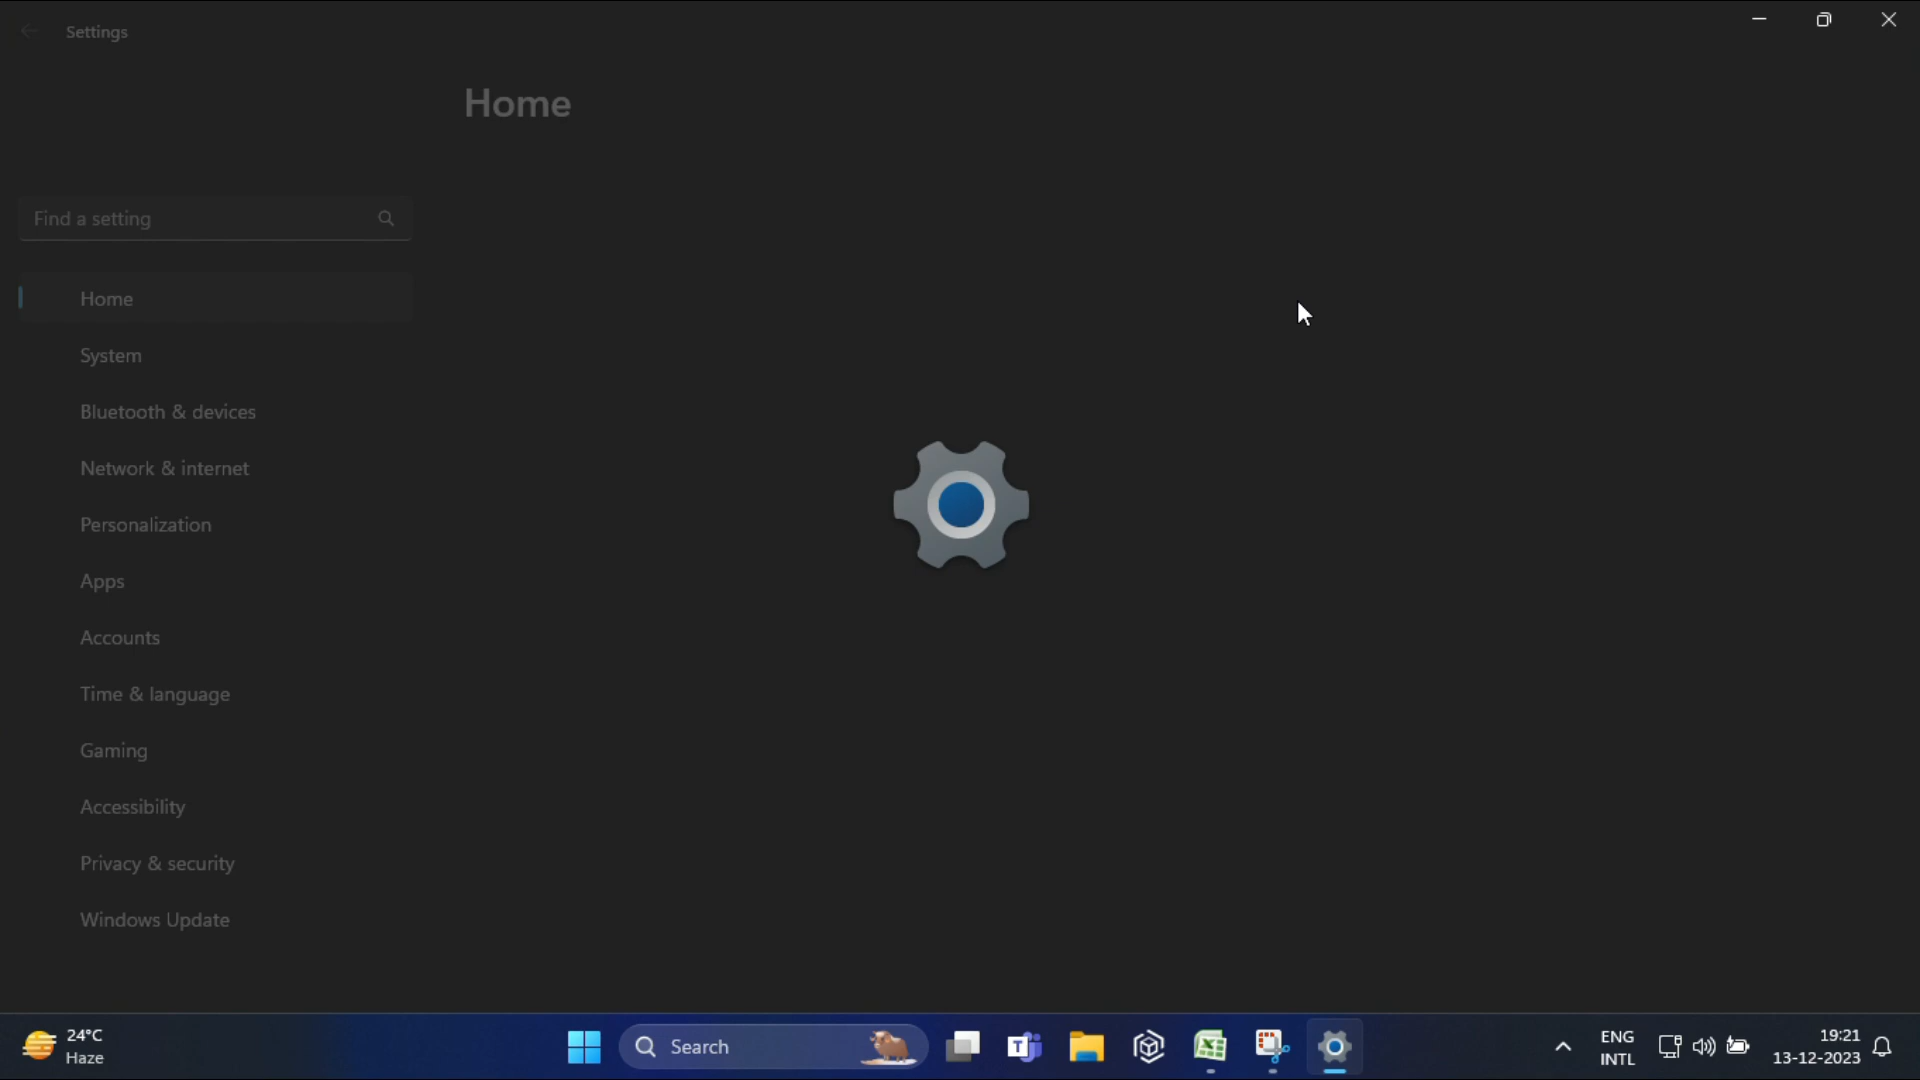 Settings
Home
Find a setting
Home
System
Bluetooth & devices
Network & internet
Personalization
Apps
Accounts
Time & language
Gaming
Accessibility
Privacy & security
Windows Update
24°C
Haze
Search
ENG
INTL
19:21
13-12-2023